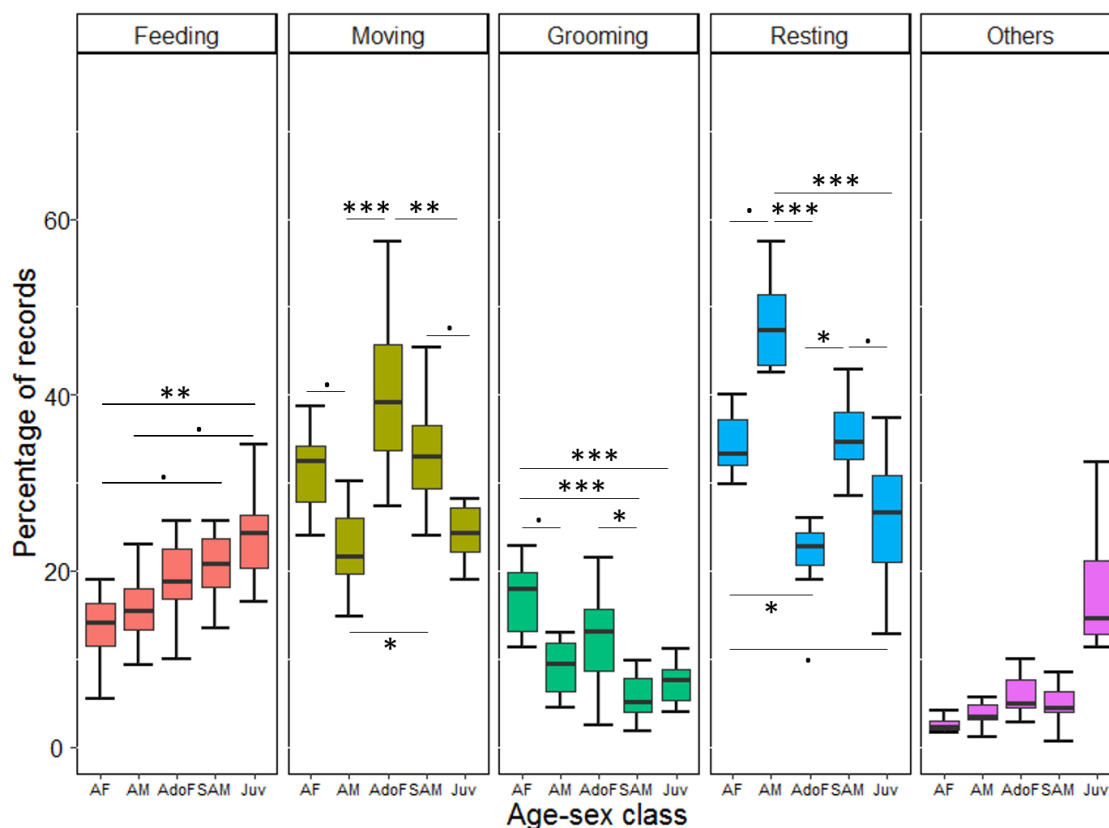 Feeding Moving Grooming Resting Others
Percentage of records
60
40
20
0
*** ** *** . ***
. * .
. ** . . *** *** . * * * .
AF AM AdoF SAM Juv AF AM AdoF SAM Juv AF AM AdoF SAM Juv AF AM AdoF SAM Juv AF AM AdoF SAM Juv
Age-sex class